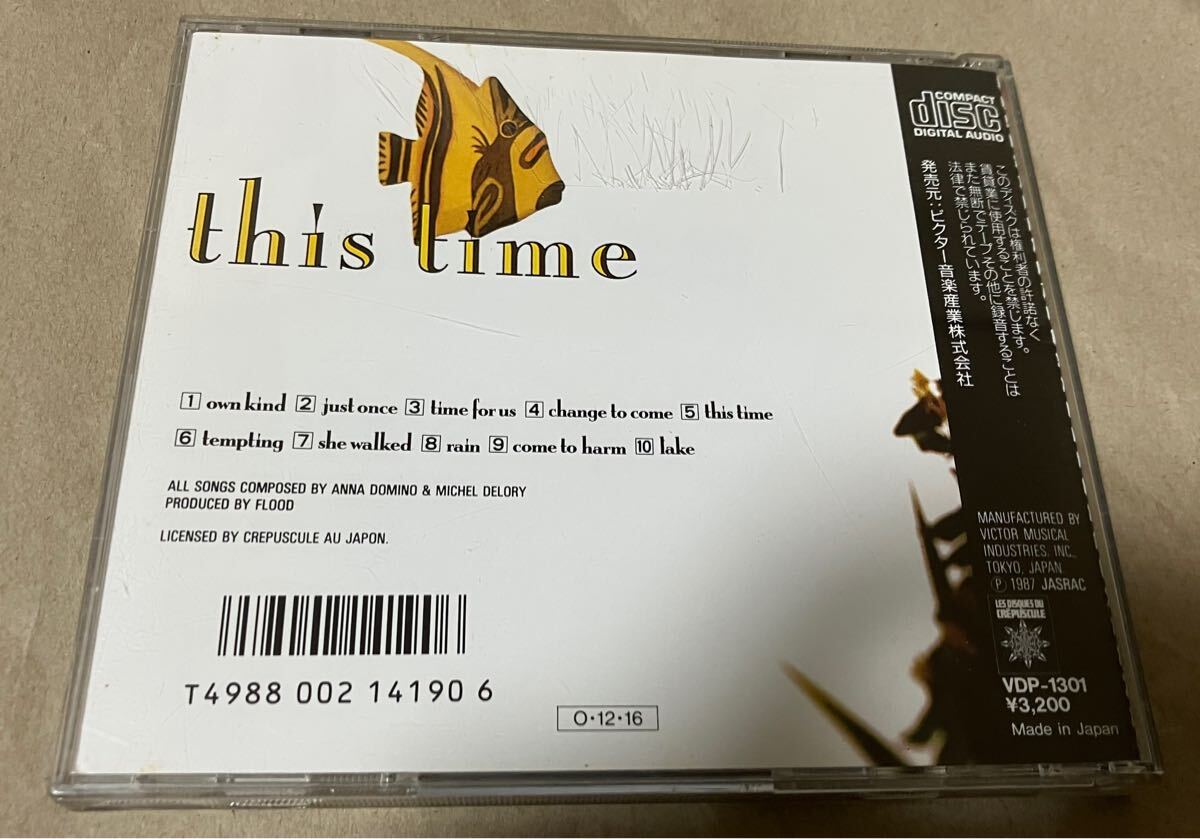 this time
1 own kind 2 just once 3 time for us 4 change to come 5 this time
6 tempting 7 she walked 8 rain 9 come to harm 10 lake
ALL SONGS COMPOSED BY ANNA DOMINO & MICHEL DELORY
PRODUCED BY FLOOD
LICENSED BY CREPUSCULE AU JAPON.
T4988 002 14190 6
O・12・16
COMPACT
disc
DIGITAL AUDIO
このディスクは権利者の許諾なく
賃貸業に使用することを禁じます。
また無断でテープその他に録音することは
法律で禁じられています。
発売元:ビクター音楽産業株式会社
MANUFACTURED BY
VICTOR MUSICAL
INDUSTRIES, INC.,
TOKYO, JAPAN.
Ⓟ 1987 JASRAC
LES DISQUES DU
CRÉPUSCULE
VDP-1301
¥3,200
Made in Japan